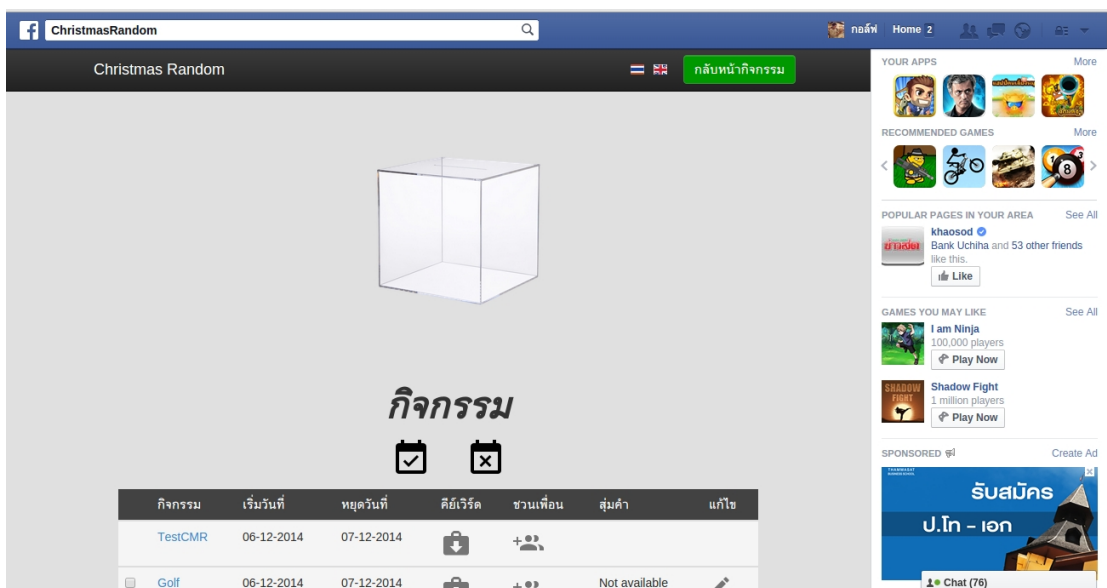 ChristmasRandom
กอล์ฟ Home 2
Christmas Random
กลับหน้ากิจกรรม
กิจกรรม
กิจกรรม เริ่มวันที่ หยุดวันที่ คีย์เวิร์ด ชวนเพื่อน สุ่มคำ แก้ไข
TestCMR 06-12-2014 07-12-2014
Golf 06-12-2014 07-12-2014 Not available
YOUR APPS More
RECOMMENDED GAMES More
POPULAR PAGES IN YOUR AREA See All
ข่าวสด
khaosod
Bank Uchiha and 53 other friends
like this.
Like
GAMES YOU MAY LIKE See All
I am Ninja
100,000 players
Play Now
SHADOW
FIGHT
Shadow Fight
1 million players
Play Now
SPONSORED Create Ad
รับสมัคร
ป.โท - เอก
Chat (76)